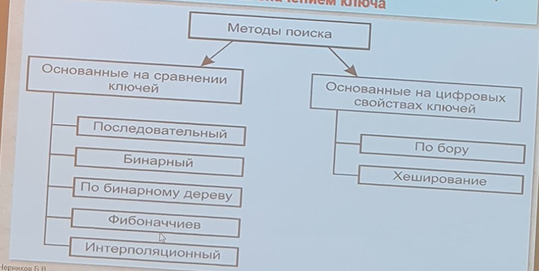 ключа
Методы поиска
Основанные на сравнении
ключей
Последовательный
Бинарный
По бинарному дереву
Фибоначчиев
Интерполяционный
Основанные на цифровых
свойствах ключей
По бору
Хеширование